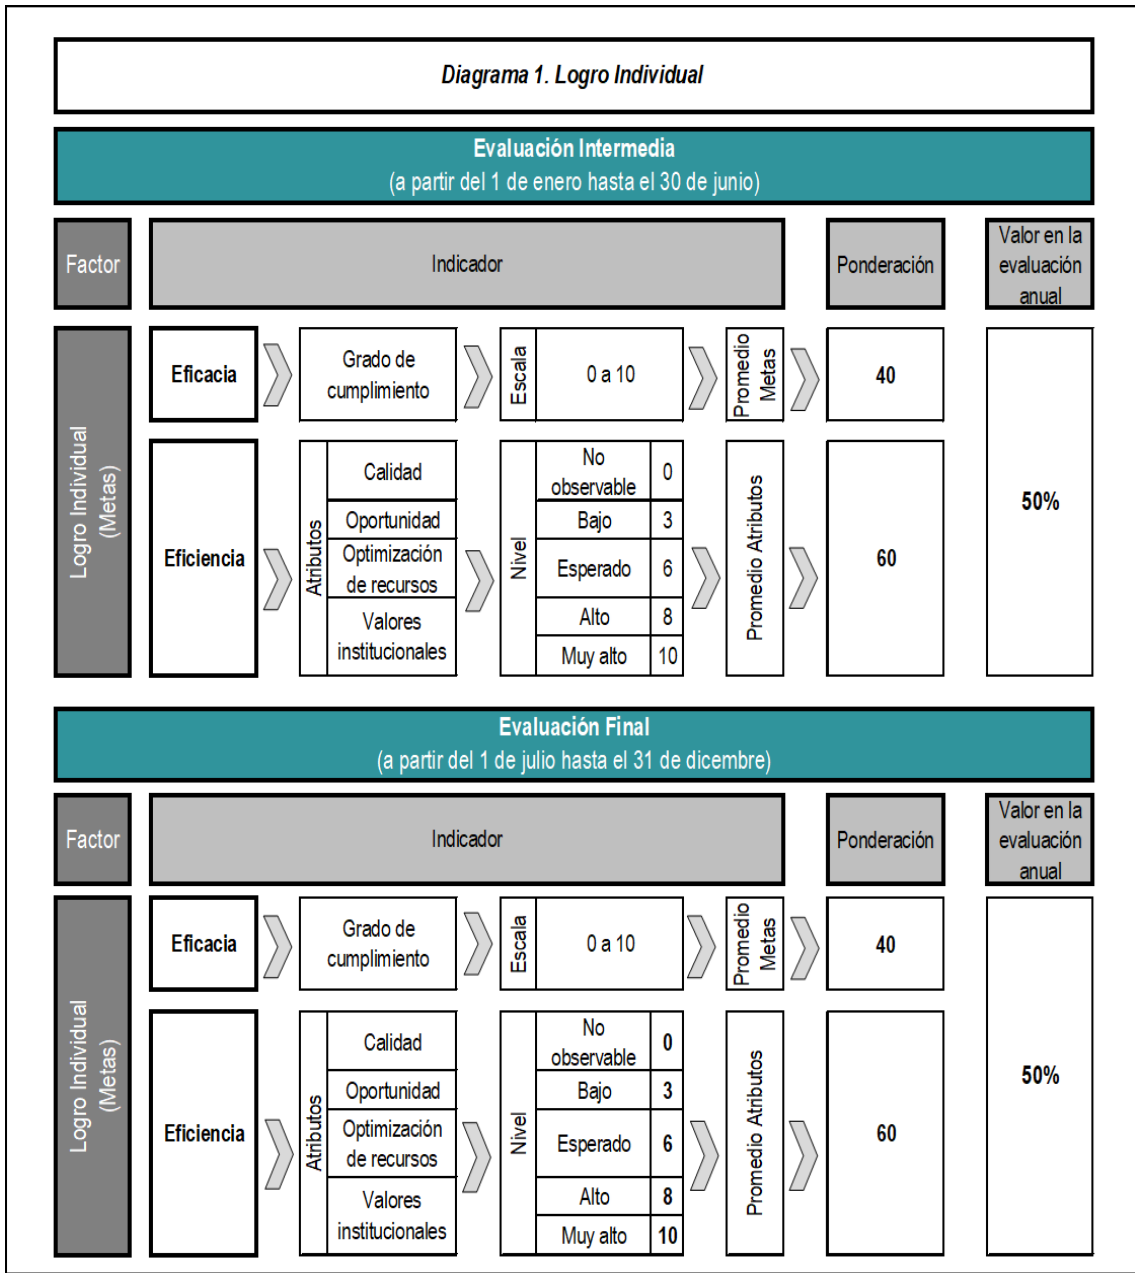 Diagrama 1. Logro Individual
Evaluación Intermedia
(a partir del 1 de enero hasta el 30 de junio)
Factor
Indicador
Ponderación
Valor en la
evaluación
anual
Logro Individual
(Metas)
Eficacia
Grado de
cumplimiento
Escala
0 a 10
Promedio
Metas
40
50%
Eficiencia
Atributos
Calidad
Oportunidad
Optimización
de recursos
Valores
institucionales
Nivel
No
observable
0
Bajo
3
Esperado
6
Alto
8
Muy alto
10
Promedio Atributos
60
Evaluación Final
(a partir del 1 de julio hasta el 31 de dicembre)
Factor
Indicador
Ponderación
Valor en la
evaluación
anual
Logro Individual
(Metas)
Eficacia
Grado de
cumplimiento
Escala
0 a 10
Promedio
Metas
40
50%
Eficiencia
Atributos
Calidad
Oportunidad
Optimización
de recursos
Valores
institucionales
Nivel
No
observable
0
Bajo
3
Esperado
6
Alto
8
Muy alto
10
Promedio Atributos
60